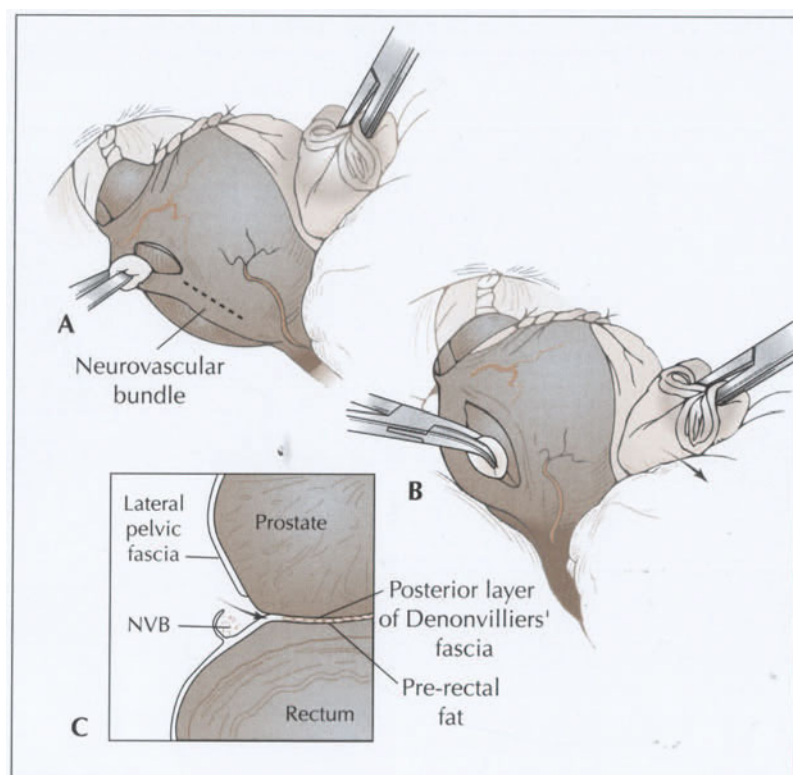 A
Neurovascular
bundle
B
Lateral
pelvic
fascia
Prostate
NVB
Posterior layer
of Denonvilliers'
fascia
Pre-rectal
fat
Rectum
C